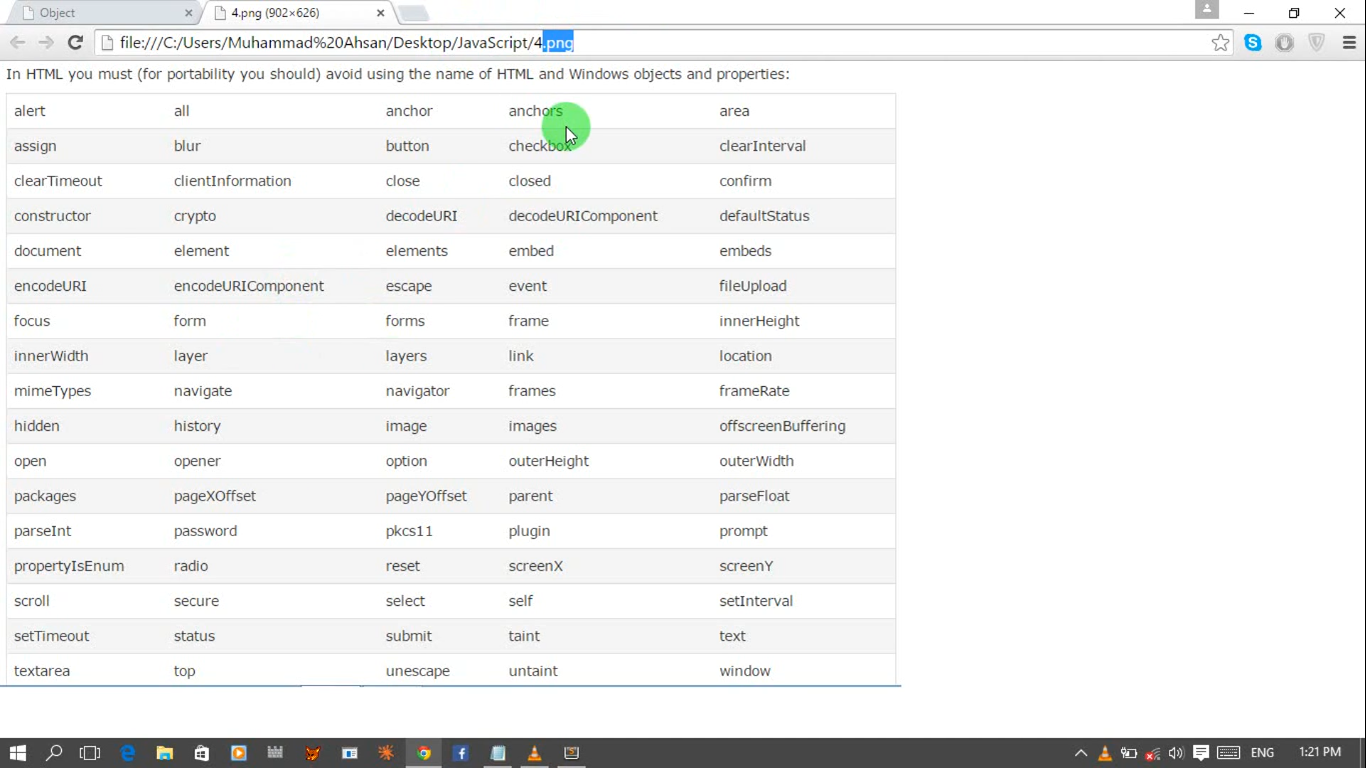 Object
4.png (902×626)
file:///C:/Users/Muhammad%20Ahsan/Desktop/JavaScript/4.png
In HTML you must (for portability you should) avoid using the name of HTML and Windows objects and properties:
alert all anchor anchors area
assign blur button checkbox clearInterval
clearTimeout clientInformation close closed confirm
constructor crypto decodeURI decodeURIComponent defaultStatus
document element elements embed embeds
encodeURI encodeURIComponent escape event fileUpload
focus form forms frame innerHeight
innerWidth layer layers link location
mimeTypes navigate navigator frames frameRate
hidden history image images offscreenBuffering
open opener option outerHeight outerWidth
packages pageXOffset pageYOffset parent parseFloat
parseInt password pkcs11 plugin prompt
propertyIsEnum radio reset screenX screenY
scroll secure select self setInterval
setTimeout status submit taint text
textarea top unescape untaint window
ENG 1:21 PM